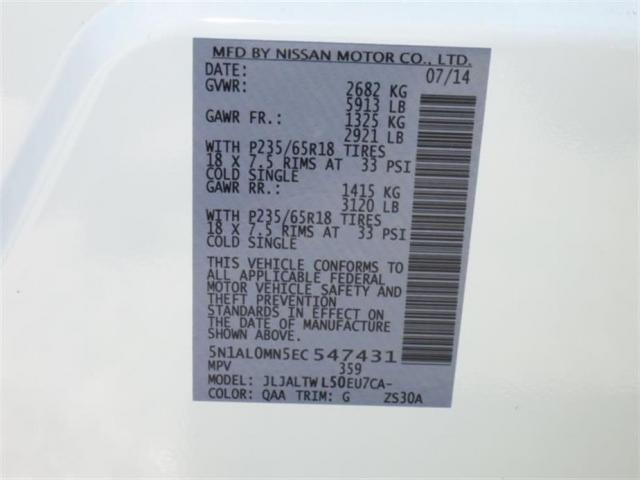 MFD BY NISSAN MOTOR CO., LTD.
DATE: 07/14
GVWR: 2682 KG
5913 LB
GAWR FR.: 1325 KG
2921 LB
WITH P235/65R18 TIRES
18 X 7.5 RIMS AT 33 PSI
COLD SINGLE
GAWR RR.: 1415 KG
3120 LB
WITH P235/65R18 TIRES
18 X 7.5 RIMS AT 33 PSI
COLD SINGLE
THIS VEHICLE CONFORMS TO
ALL APPLICABLE FEDERAL
MOTOR VEHICLE SAFETY AND
THEFT PREVENTION
STANDARDS IN EFFECT ON
THE DATE OF MANUFACTURE
5N1AL0MN5EC547431
MPV 359
MODEL: JLJALTWL50EU7CA-
COLOR: QAA TRIM: G ZS30A